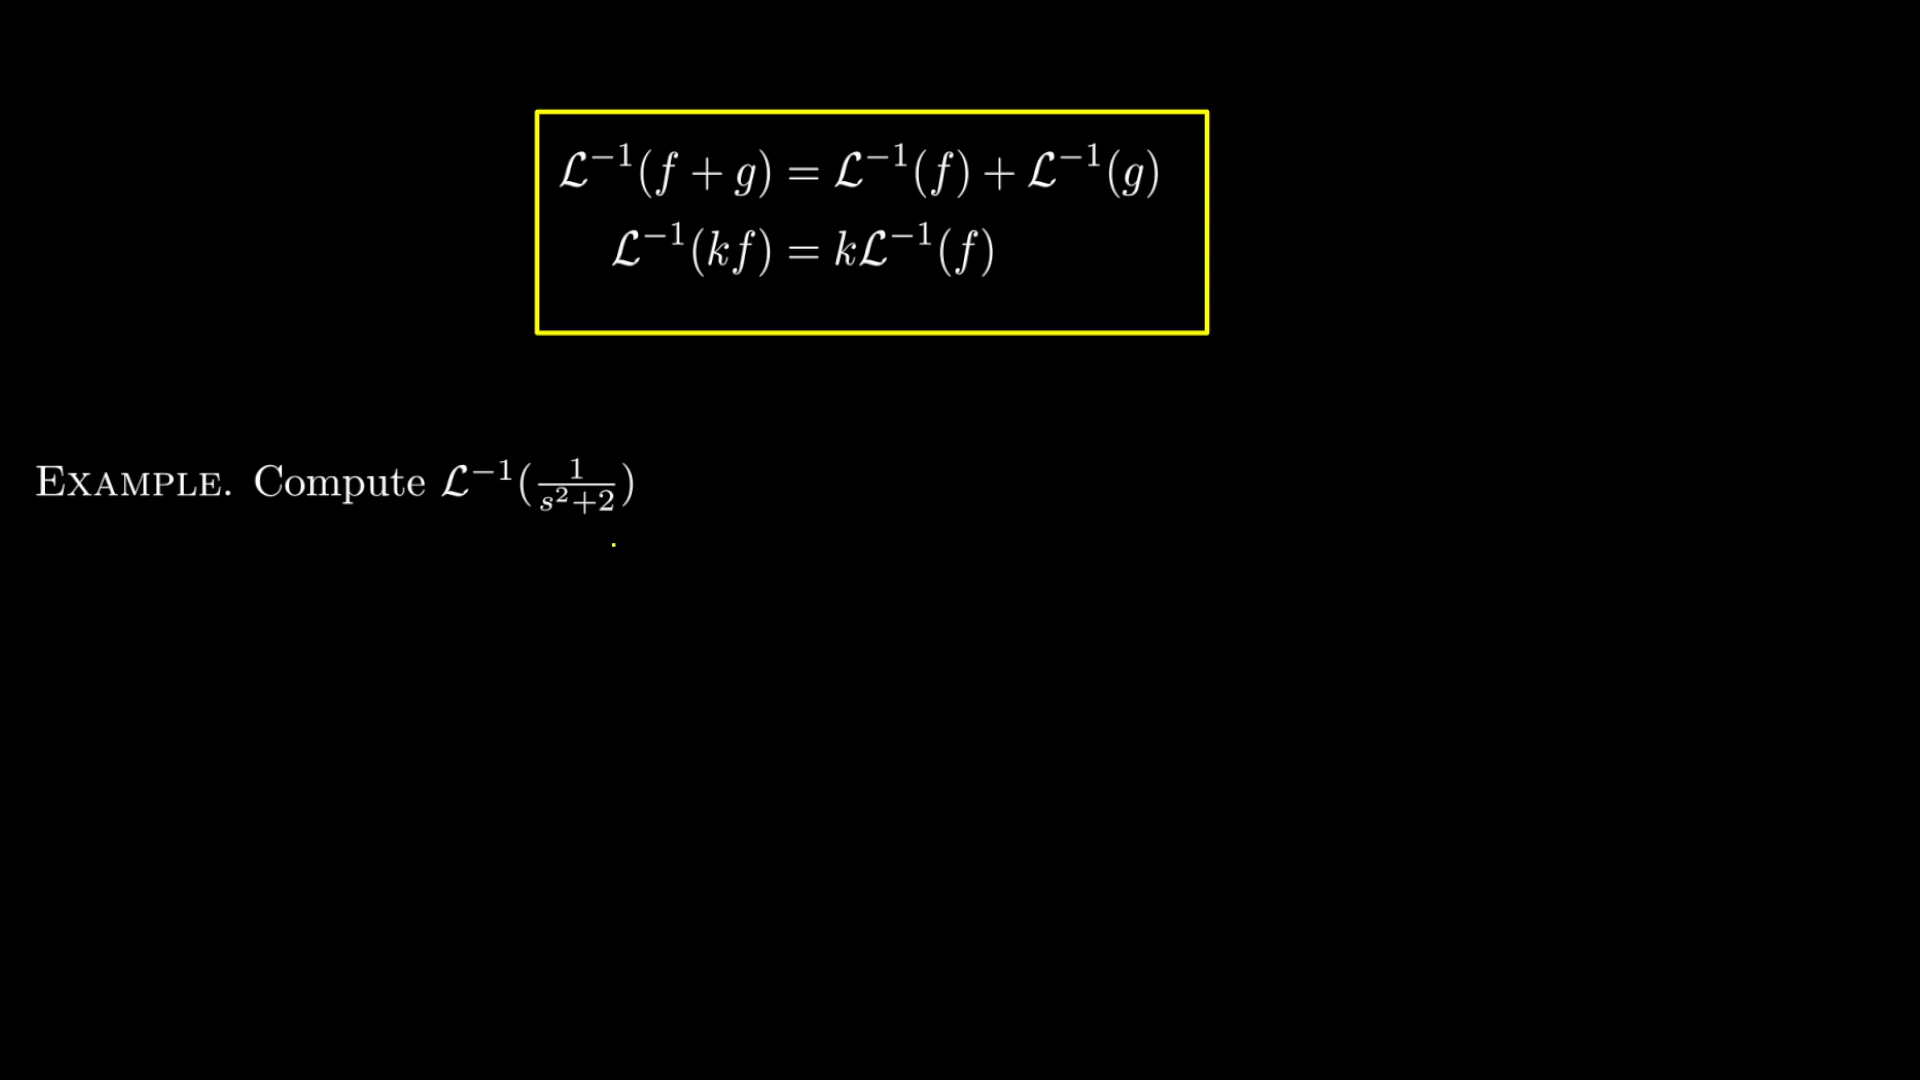 ℒ⁻¹(f + g) = ℒ⁻¹(f) + ℒ⁻¹(g)
ℒ⁻¹(kf) = kℒ⁻¹(f)
EXAMPLE. Compute ℒ⁻¹(1/(s²+2))